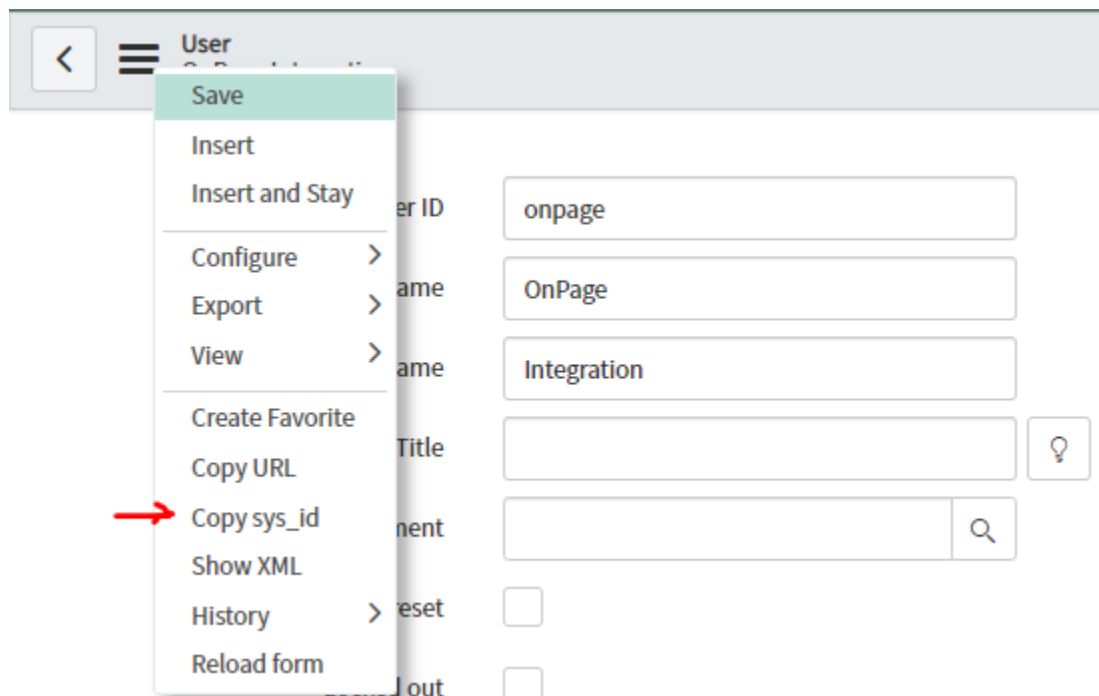 User
Save
Insert
Insert and Stay
er ID
onpage
Configure
ame
OnPage
Export
View
ame
Integration
Create Favorite
Title
Copy URL
Copy sys_id
ment
Show XML
History
reset
Reload form
out